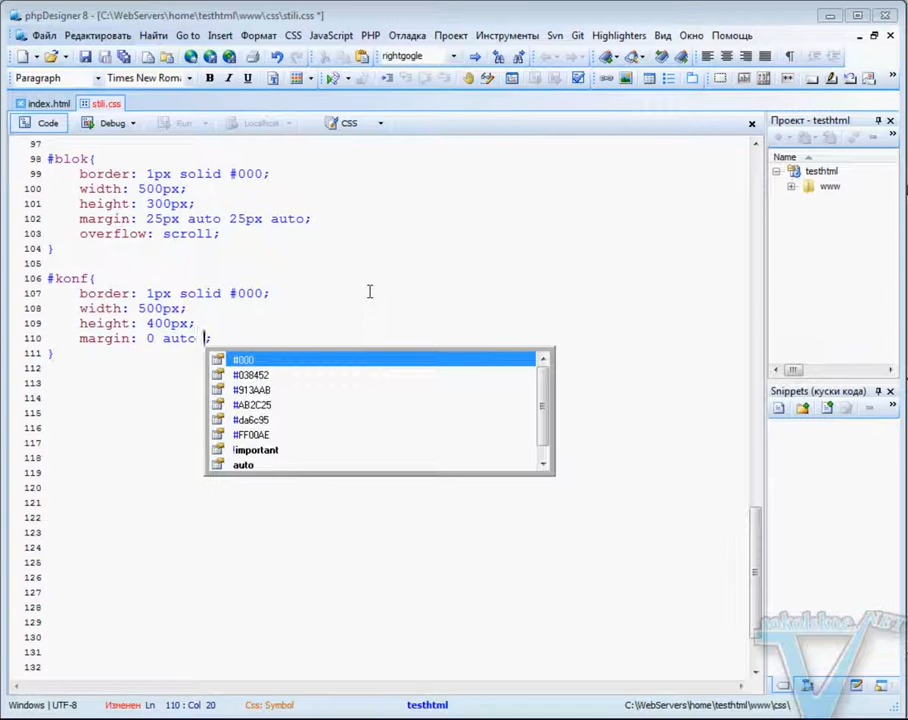 phpDesigner 8 - [C:\WebServers\home\testhtml\www\css\stili.css *]
Файл Редактировать Найти Go to Insert Формат CSS JavaScript PHP Отладка Проект Инструменты Svn Git Highlighters Вид Окно Помощь
rightgogle
Paragraph Times New Roma B I U
index.html stili.css
Code Debug Run Localhost CSS
Проект - testhtml
Name
testhtml
www
97
98 #blok{
99 border: 1px solid #000;
100 width: 500px;
101 height: 300px;
102 margin: 25px auto 25px auto;
103 overflow: scroll;
104 }
105
106 #konf{
107 border: 1px solid #000;
108 width: 500px;
109 height: 400px;
110 margin: 0 auto ;
111 }
#000
#038452
#913AAB
#AB2C25
#da6c95
#FF00AE
!important
auto
112
113
114
115
116
117
118
119
120
121
122
123
124
125
126
127
128
129
130
131
132
Snippets (куски кода)
Windows | UTF-8 Изменен Ln 110 : Col 20 Css: Symbol testhtml C:\WebServers\home\testhtml\www\css\